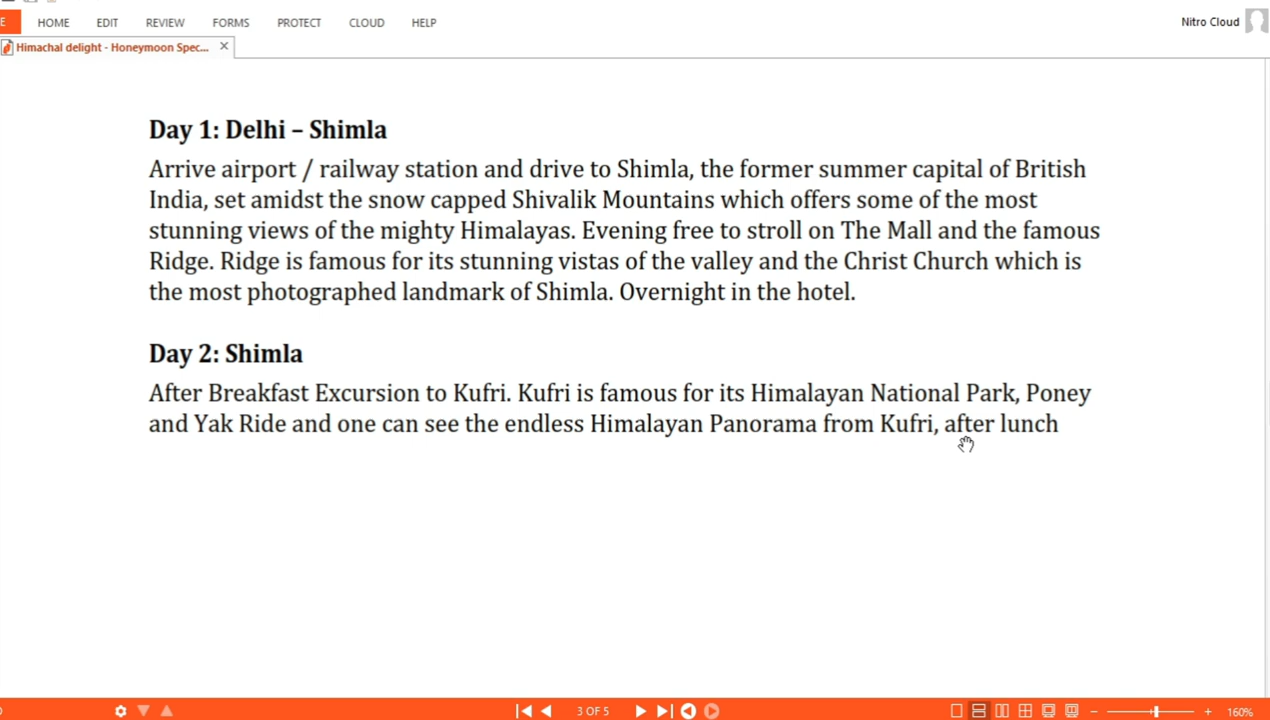 E HOME EDIT REVIEW FORMS PROTECT CLOUD HELP Nitro Cloud
Himachal delight - Honeymoon Spec...
Day 1: Delhi – Shimla
Arrive airport / railway station and drive to Shimla, the former summer capital of British
India, set amidst the snow capped Shivalik Mountains which offers some of the most
stunning views of the mighty Himalayas. Evening free to stroll on The Mall and the famous
Ridge. Ridge is famous for its stunning vistas of the valley and the Christ Church which is
the most photographed landmark of Shimla. Overnight in the hotel.
Day 2: Shimla
After Breakfast Excursion to Kufri. Kufri is famous for its Himalayan National Park, Poney
and Yak Ride and one can see the endless Himalayan Panorama from Kufri, after lunch
3 OF 5 160%